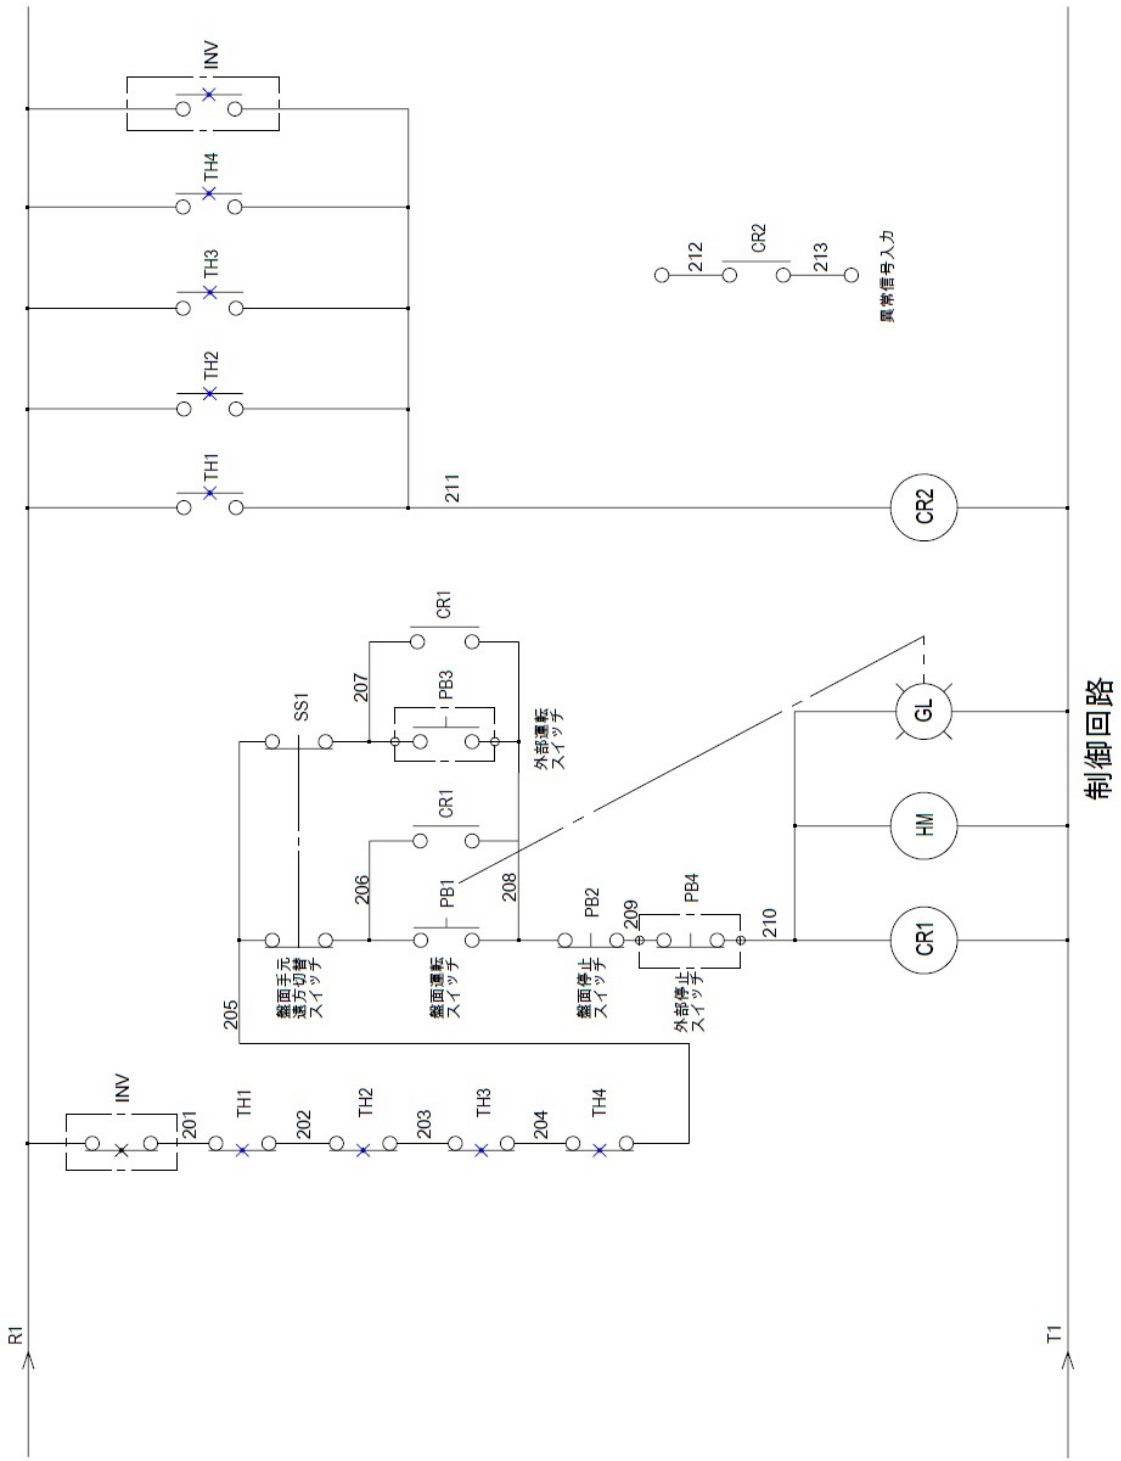 R1
INV
201
TH1
202
TH2
203
TH3
204
TH4
205
盤面手元
遠方切替
スイッチ
SS1
206
CR1
盤面運転
スイッチ
PB1
207
CR1
PB3
外部運転
スイッチ
208
盤面停止
スイッチ
PB2
209
外部停止
スイッチ
PB4
210
CR1
HM
GL
TH1
TH2
TH3
TH4
INV
211
CR2
212
CR2
213
異常信号入力
T1
制御回路